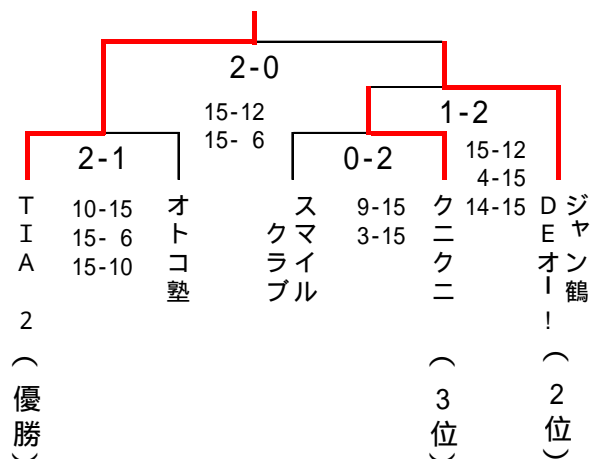 2-0
15-12
15- 6
1-2
15-12
4-15
14-15
2-1
10-15
15- 6
15-10
0-2
9-15
3-15
TIA 2（優勝）
オトコ塾
スマイル
クラブ
クニクニ（3位）
ジャン鶴
DEオー！（2位）